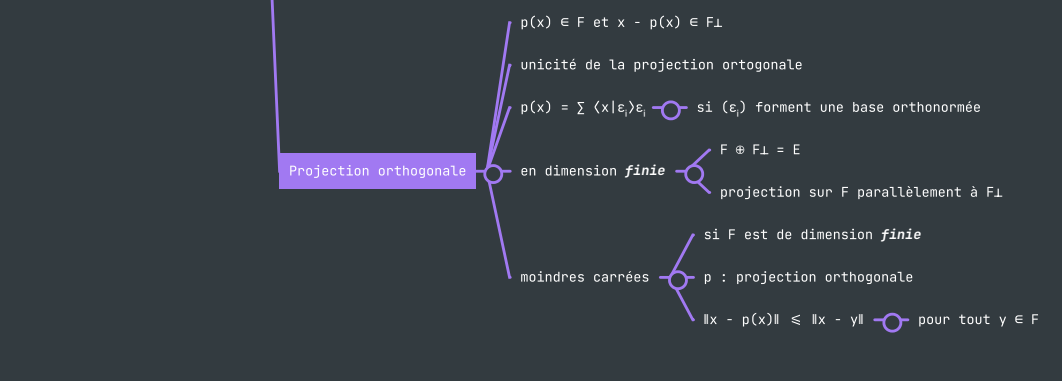 p(x) ∈ F et x - p(x) ∈ F⊥
unicité de la projection ortogonale
p(x) = ∑ ⟨x|εᵢ⟩εᵢ
si (εᵢ) forment une base orthonormée
Projection orthogonale
en dimension finie
F ⊕ F⊥ = E
projection sur F parallèlement à F⊥
moindres carrées
si F est de dimension finie
p : projection orthogonale
‖x - p(x)‖ ⩽ ‖x - y‖
pour tout y ∈ F